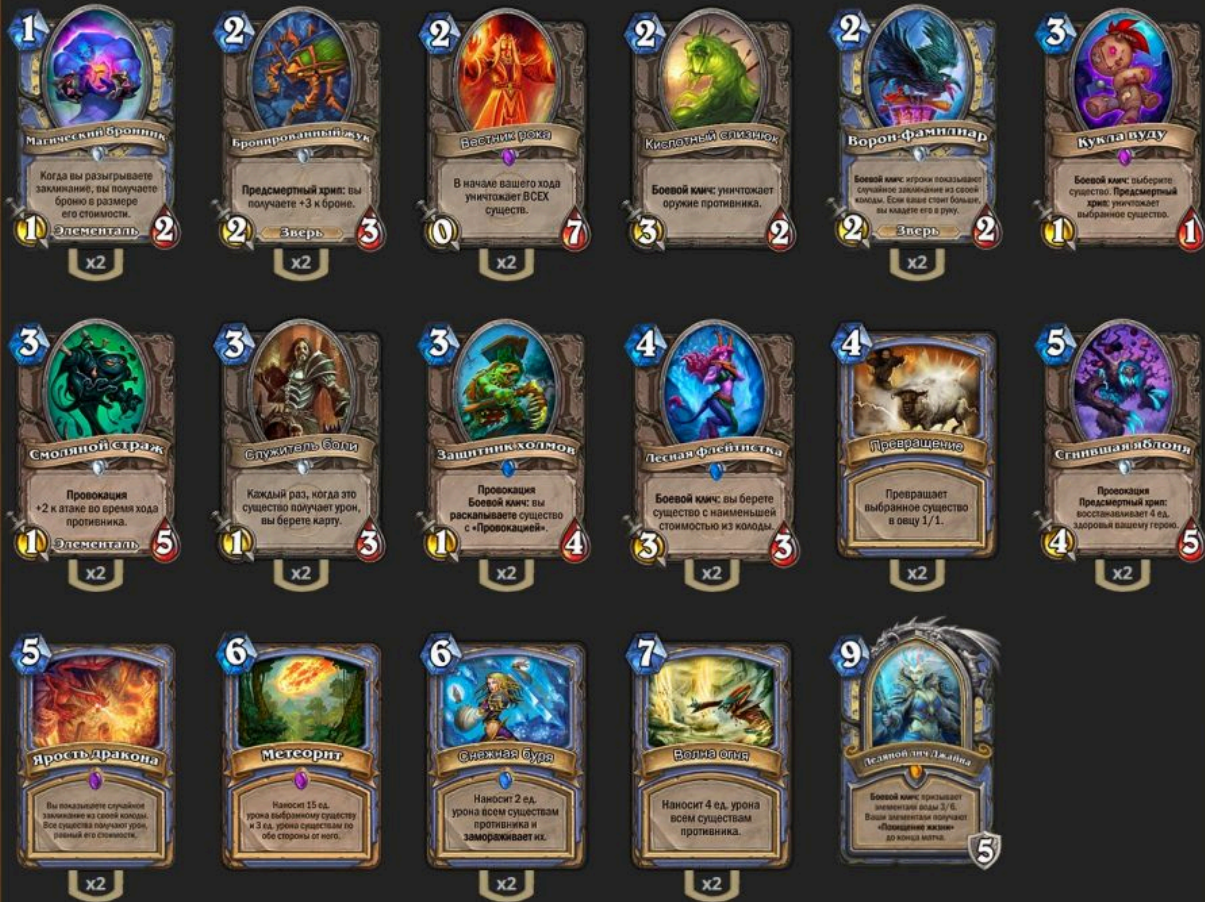 1
Магический бронник
Когда вы разыгрываете
заклинание, вы получаете
броню в размере
его стоимости.
1
Элементаль
2
x2
2
Бронированный жук
Предсмертный хрип: вы
получаете +3 к броне.
2
Зверь
3
x2
2
Вестник рока
В начале вашего хода
уничтожает ВСЕХ
существ.
0
7
x2
2
Кислотный слизнюк
Боевой клич: уничтожает
оружие противника.
3
2
2
Ворон-фамилиар
Боевой клич: игроки показывают
случайное заклинание из своей
колоды. Если ваше стоит больше,
вы кладете его в руку.
2
Зверь
2
x2
3
Кукла вуду
Боевой клич: выберите
существо. Предсмертный
хрип: уничтожает
выбранное существо.
1
1
3
Смоляной страж
Провокация
+2 к атаке во время хода
противника.
1
Элементаль
5
x2
3
Служитель боли
Каждый раз, когда это
существо получает урон,
вы берете карту.
1
3
x2
3
Защитник холмов
Провокация
Боевой клич: вы
раскапываете существо
с «Провокацией».
1
4
x2
4
Лесная флейтистка
Боевой клич: вы берете
существо с наименьшей
стоимостью из колоды.
3
3
x2
4
Превращение
Превращает
выбранное существо
в овцу 1/1.
x2
5
Сгнившая яблоня
Провокация
Предсмертный хрип:
восстанавливает 4 ед.
здоровья вашему герою.
4
5
x2
5
Ярость дракона
Вы показываете случайное
заклинание из своей колоды.
Все существа получают урон,
равный его стоимости.
x2
6
Метеорит
Наносит 15 ед.
урона выбранному существу
и 3 ед. урона существам по
обе стороны от него.
6
Снежная буря
Наносит 2 ед.
урона всем существам
противника и
замораживает их.
x2
7
Волна огня
Наносит 4 ед. урона
всем существам
противника.
x2
9
Ледяной лич Джайна
Боевой клич: призывает
элементаля воды 3/6.
Ваши элементали получают
«Похищение жизни»
до конца матча.
5